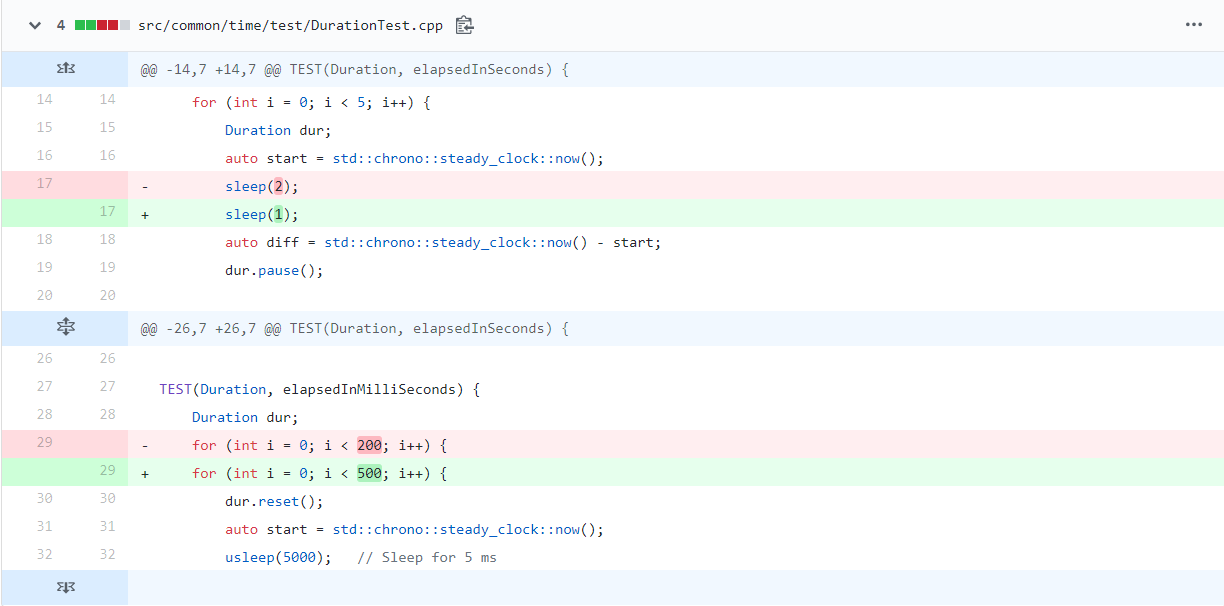 4 src/common/time/test/DurationTest.cpp
@@ -14,7 +14,7 @@ TEST(Duration, elapsedInSeconds) {
14 14 for (int i = 0; i < 5; i++) {
15 15 Duration dur;
16 16 auto start = std::chrono::steady_clock::now();
17 - sleep(2);
17 + sleep(1);
18 18 auto diff = std::chrono::steady_clock::now() - start;
19 19 dur.pause();
20 20
@@ -26,7 +26,7 @@ TEST(Duration, elapsedInSeconds) {
26 26
27 27 TEST(Duration, elapsedInMilliSeconds) {
28 28 Duration dur;
29 - for (int i = 0; i < 200; i++) {
29 + for (int i = 0; i < 500; i++) {
30 30 dur.reset();
31 31 auto start = std::chrono::steady_clock::now();
32 32 usleep(5000); // Sleep for 5 ms